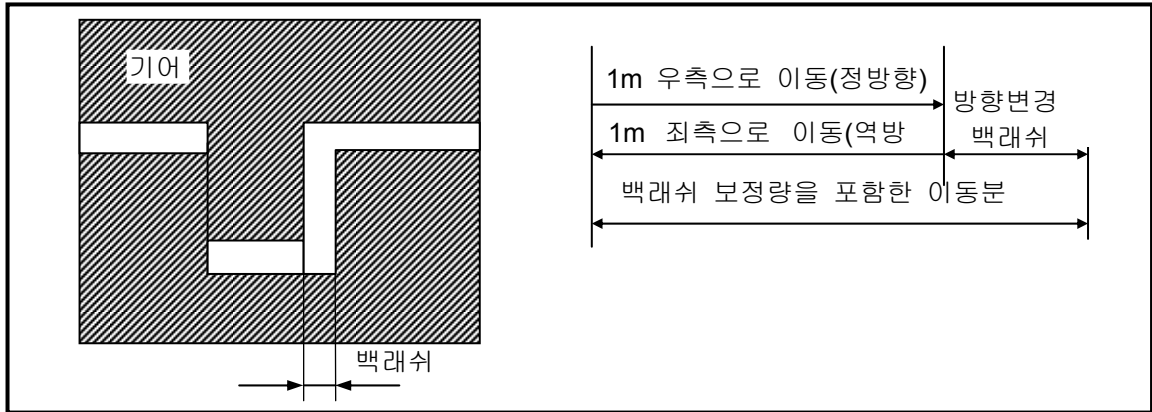 기어
백래쉬
1m 우측으로 이동(정방향)
방향변경
1m 죄측으로 이동(역방
백래쉬
백래쉬 보정량을 포함한 이동분